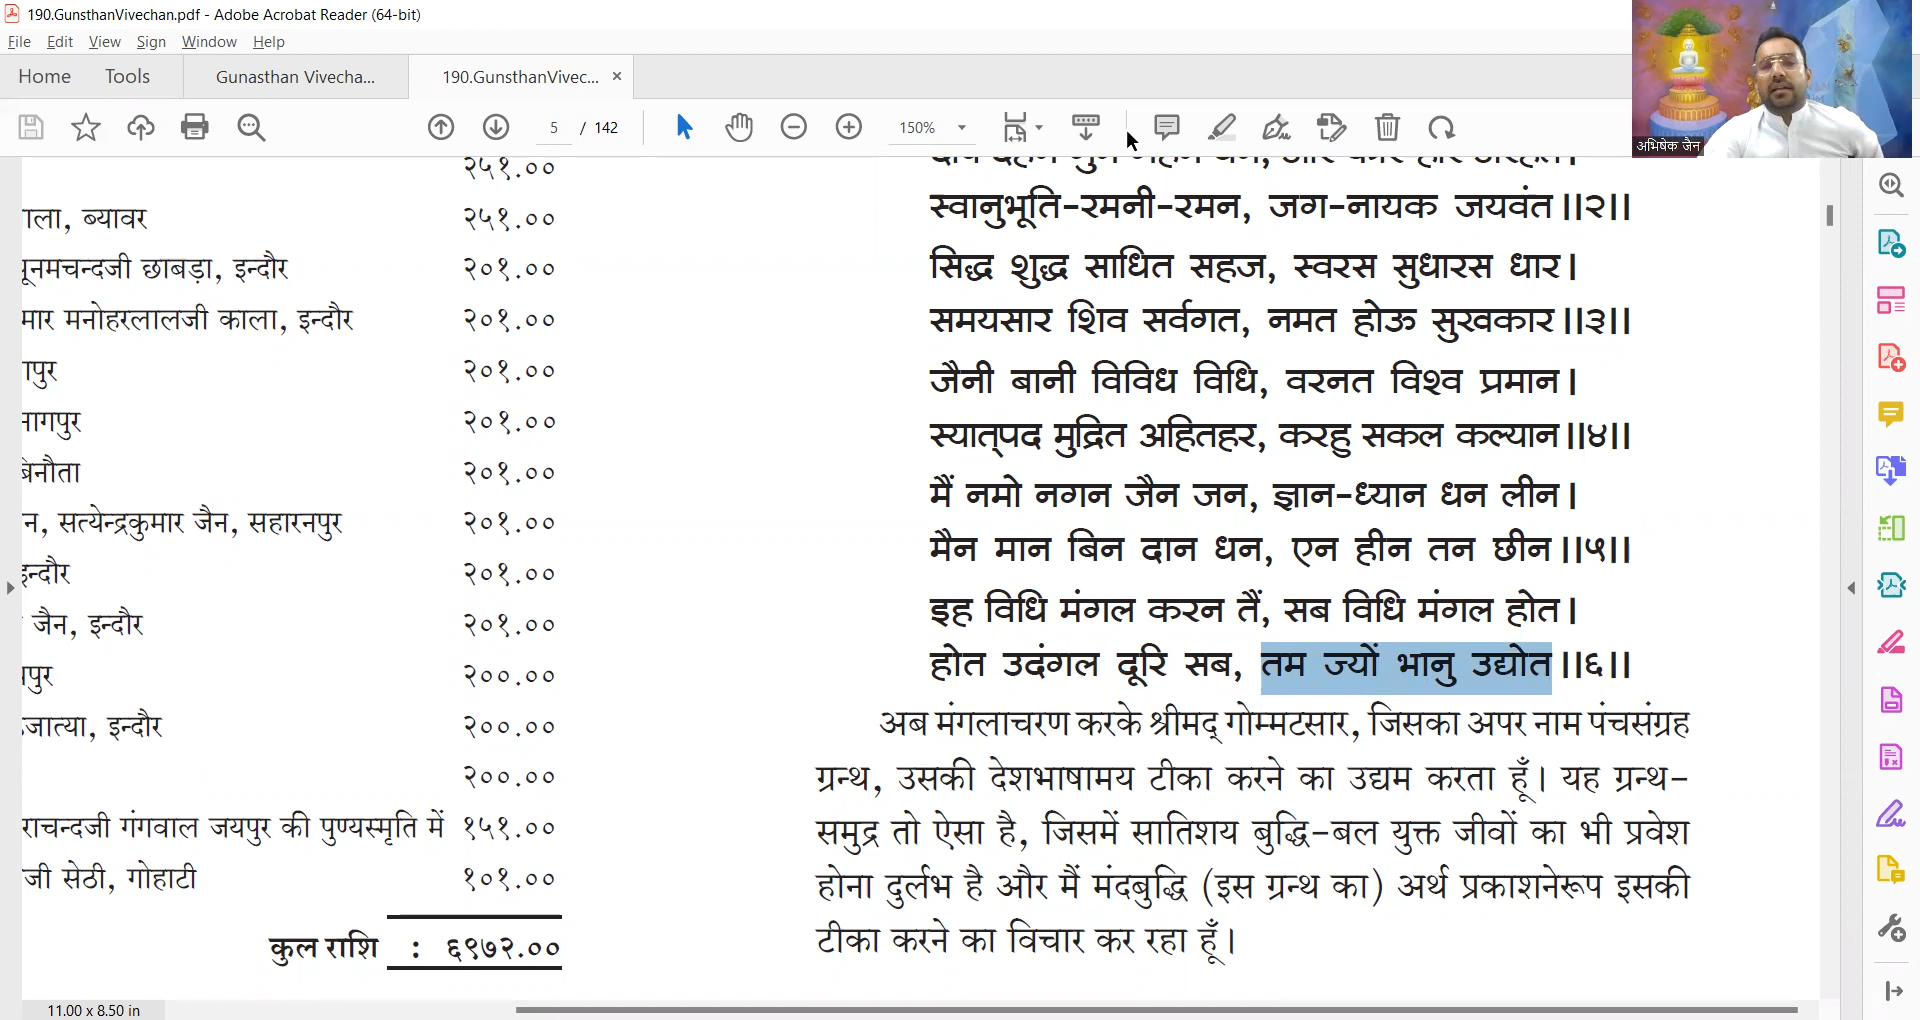 190.GunsthanVivechan.pdf - Adobe Acrobat Reader (64-bit)
File Edit View Sign Window Help
Home Tools Gunasthan Vivecha... 190.GunsthanVivec... ×
5 / 142 150%
अभिषेक जैन
२५१.००
ाला, ब्यावर २५१.००
नमचन्दजी छाबड़ा, इन्दौर २०१.००
मार मनोहरलालजी काला, इन्दौर २०१.००
ापुर २०१.००
नागपुर २०१.००
बिनौता २०१.००
न, सत्येन्द्रकुमार जैन, सहारनपुर २०१.००
इन्दौर २०१.००
जैन, इन्दौर २०१.००
पुर २००.००
जात्या, इन्दौर २००.००
२००.००
राचन्दजी गंगवाल जयपुर की पुण्यस्मृति में १५१.००
जी सेठी, गोहाटी १०१.००
कुल राशि : ६९७२.००
स्वानुभूति-रमनी-रमन, जग-नायक जयवंत॥२॥
सिद्ध शुद्ध साधित सहज, स्वरस सुधारस धार।
समयसार शिव सर्वगत, नमत होऊ सुखकार॥३॥
जैनी बानी विविध विधि, वरनत विश्व प्रमान।
स्यात्पद मुद्रित अहितहर, करहु सकल कल्यान॥४॥
मैं नमो नगन जैन जन, ज्ञान-ध्यान धन लीन।
मैन मान बिन दान धन, एन हीन तन छीन॥५॥
इह विधि मंगल करन तैं, सब विधि मंगल होत।
होत उदंगल दूरि सब, तम ज्यों भानु उद्योत॥६॥
अब मंगलाचरण करके श्रीमद् गोम्मटसार, जिसका अपर नाम पंचसंग्रह
ग्रन्थ, उसकी देशभाषामय टीका करने का उद्यम करता हूँ। यह ग्रन्थ-
समुद्र तो ऐसा है, जिसमें सातिशय बुद्धि-बल युक्त जीवों का भी प्रवेश
होना दुर्लभ है और मैं मंदबुद्धि (इस ग्रन्थ का) अर्थ प्रकाशनेरूप इसकी
टीका करने का विचार कर रहा हूँ।
11.00 x 8.50 in